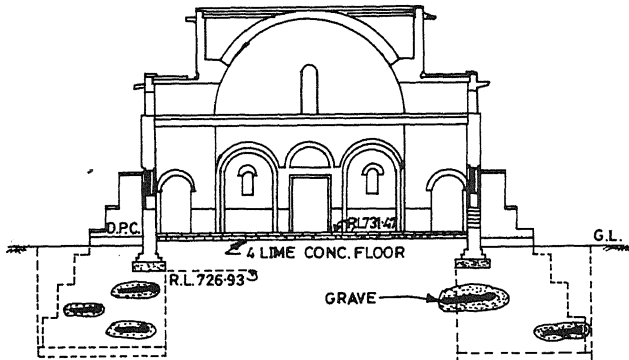 R.L.731·47
D.P.C.
G.L.
4 LIME CONC. FLOOR
R.L.726·93
GRAVE